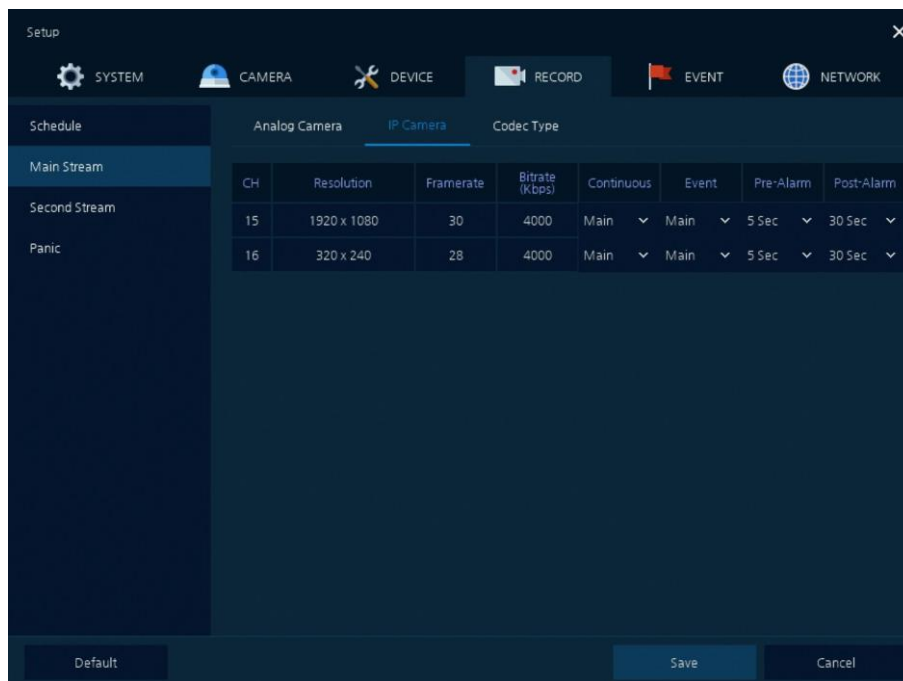 Setup
SYSTEM CAMERA DEVICE RECORD EVENT NETWORK
Schedule
Main Stream
Second Stream
Panic
Analog Camera IP Camera Codec Type
CH Resolution Framerate Bitrate (Kbps) Continuous Event Pre-Alarm Post-Alarm
15 1920 x 1080 30 4000 Main Main 5 Sec 30 Sec
16 320 x 240 28 4000 Main Main 5 Sec 30 Sec
Default Save Cancel